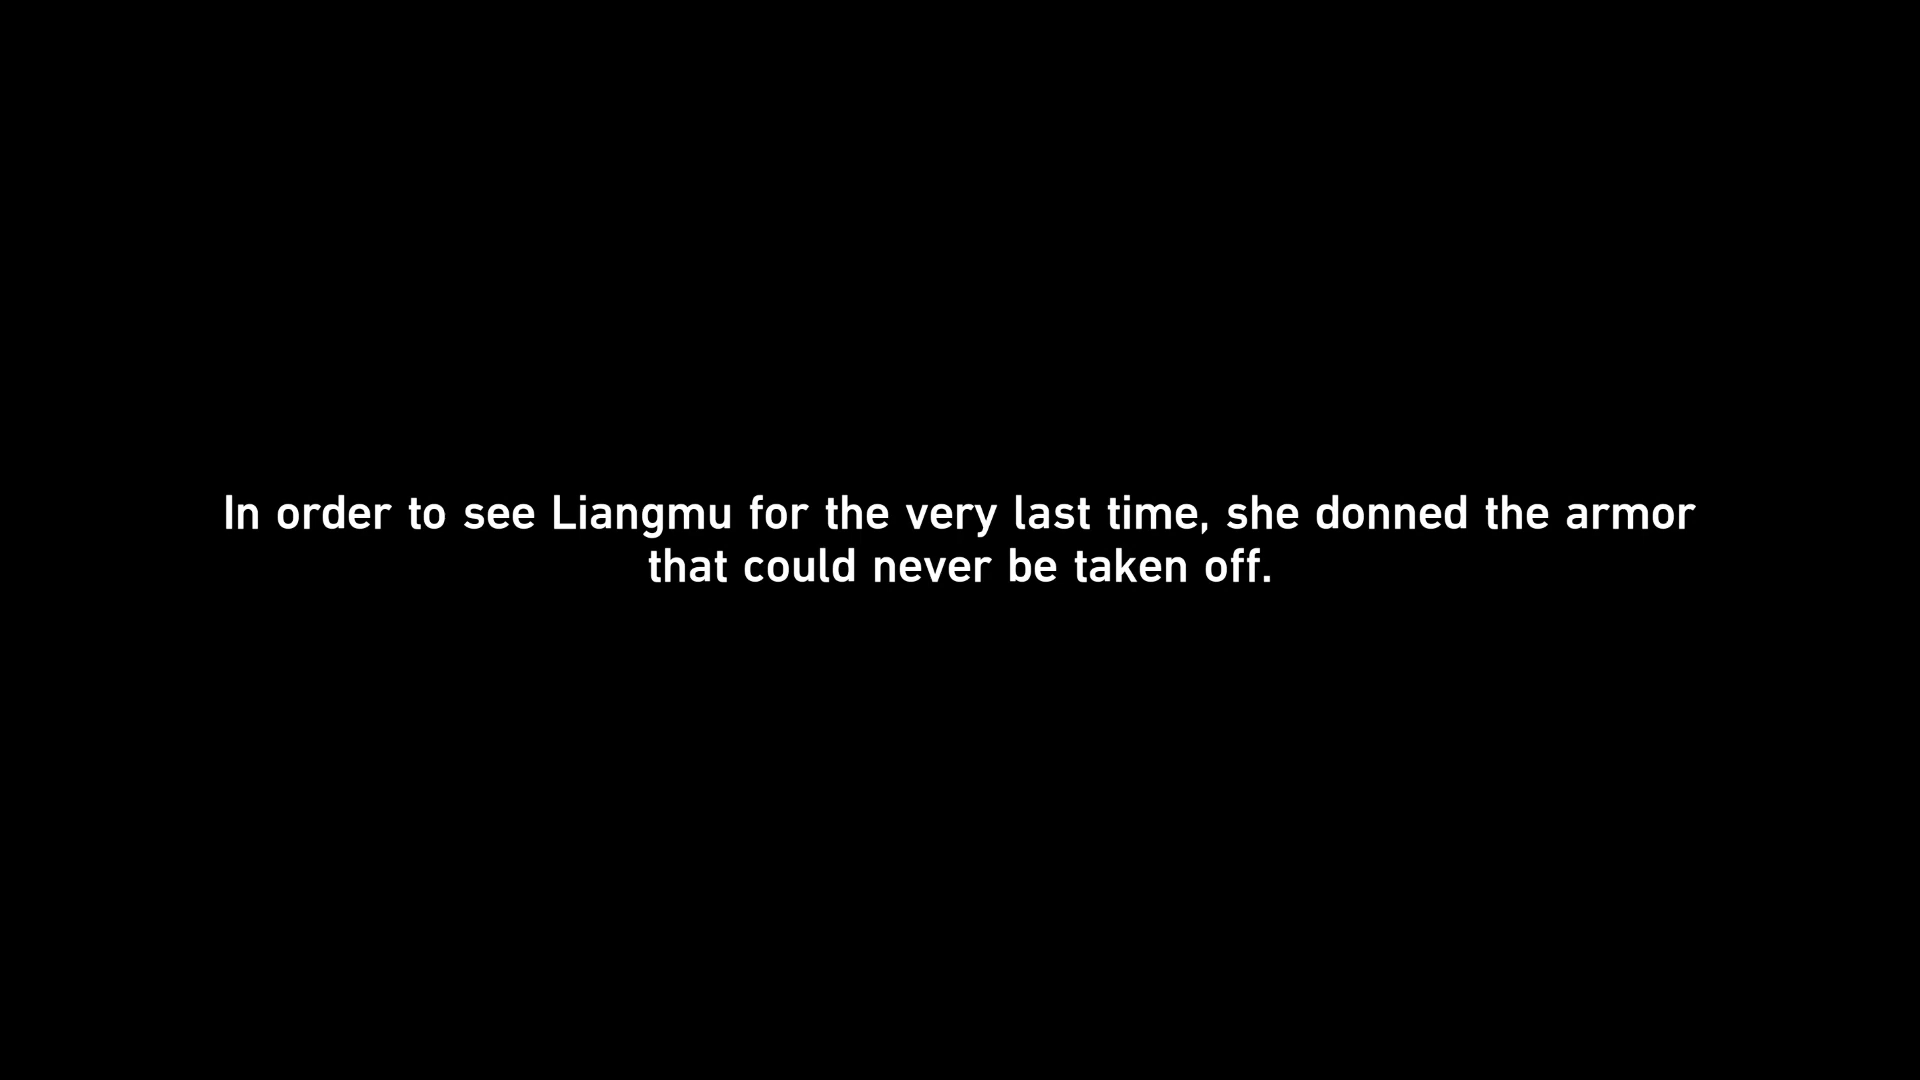 In order to see Liangmu for the very last time, she donned the armor
that could never be taken off.